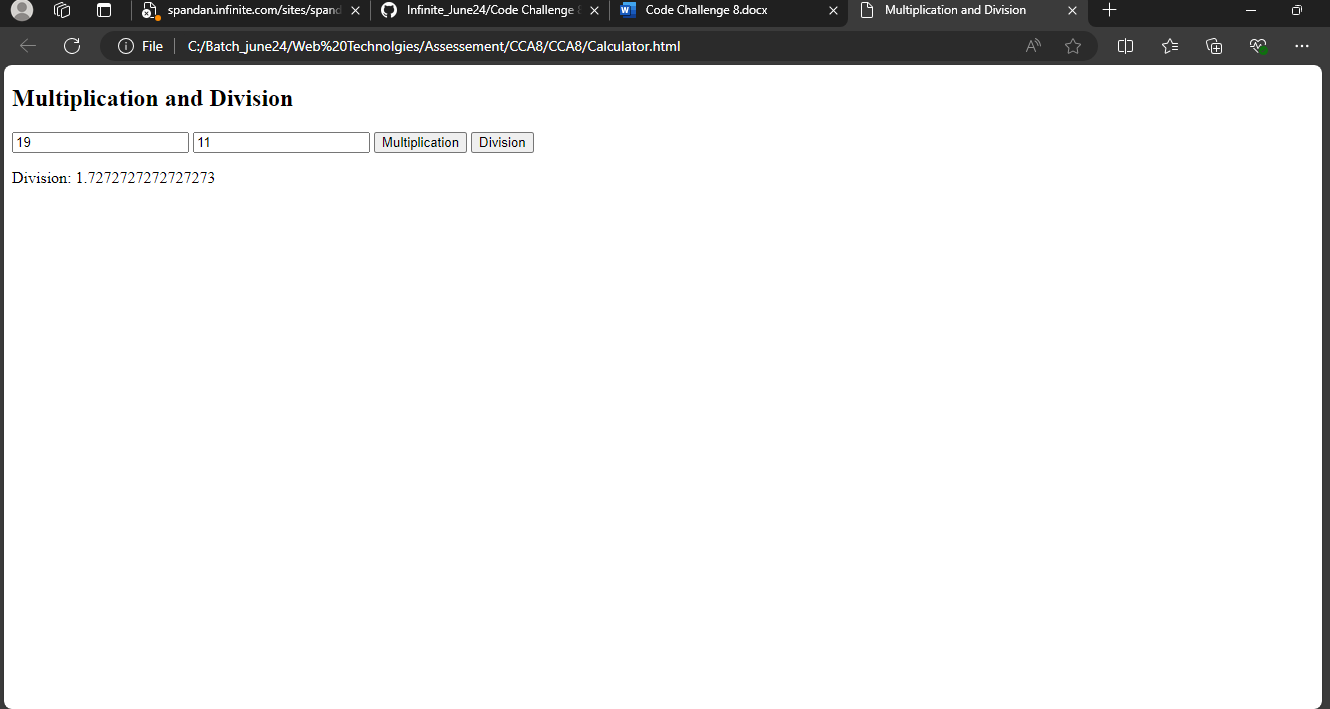 spandan.infinite.com/sites/spand
Infinite_June24/Code Challenge 8
Code Challenge 8.docx
Multiplication and Division
File
C:/Batch_june24/Web%20Technolgies/Assessement/CCA8/CCA8/Calculator.html
Multiplication and Division
19 11 Multiplication Division
Division: 1.7272727272727273